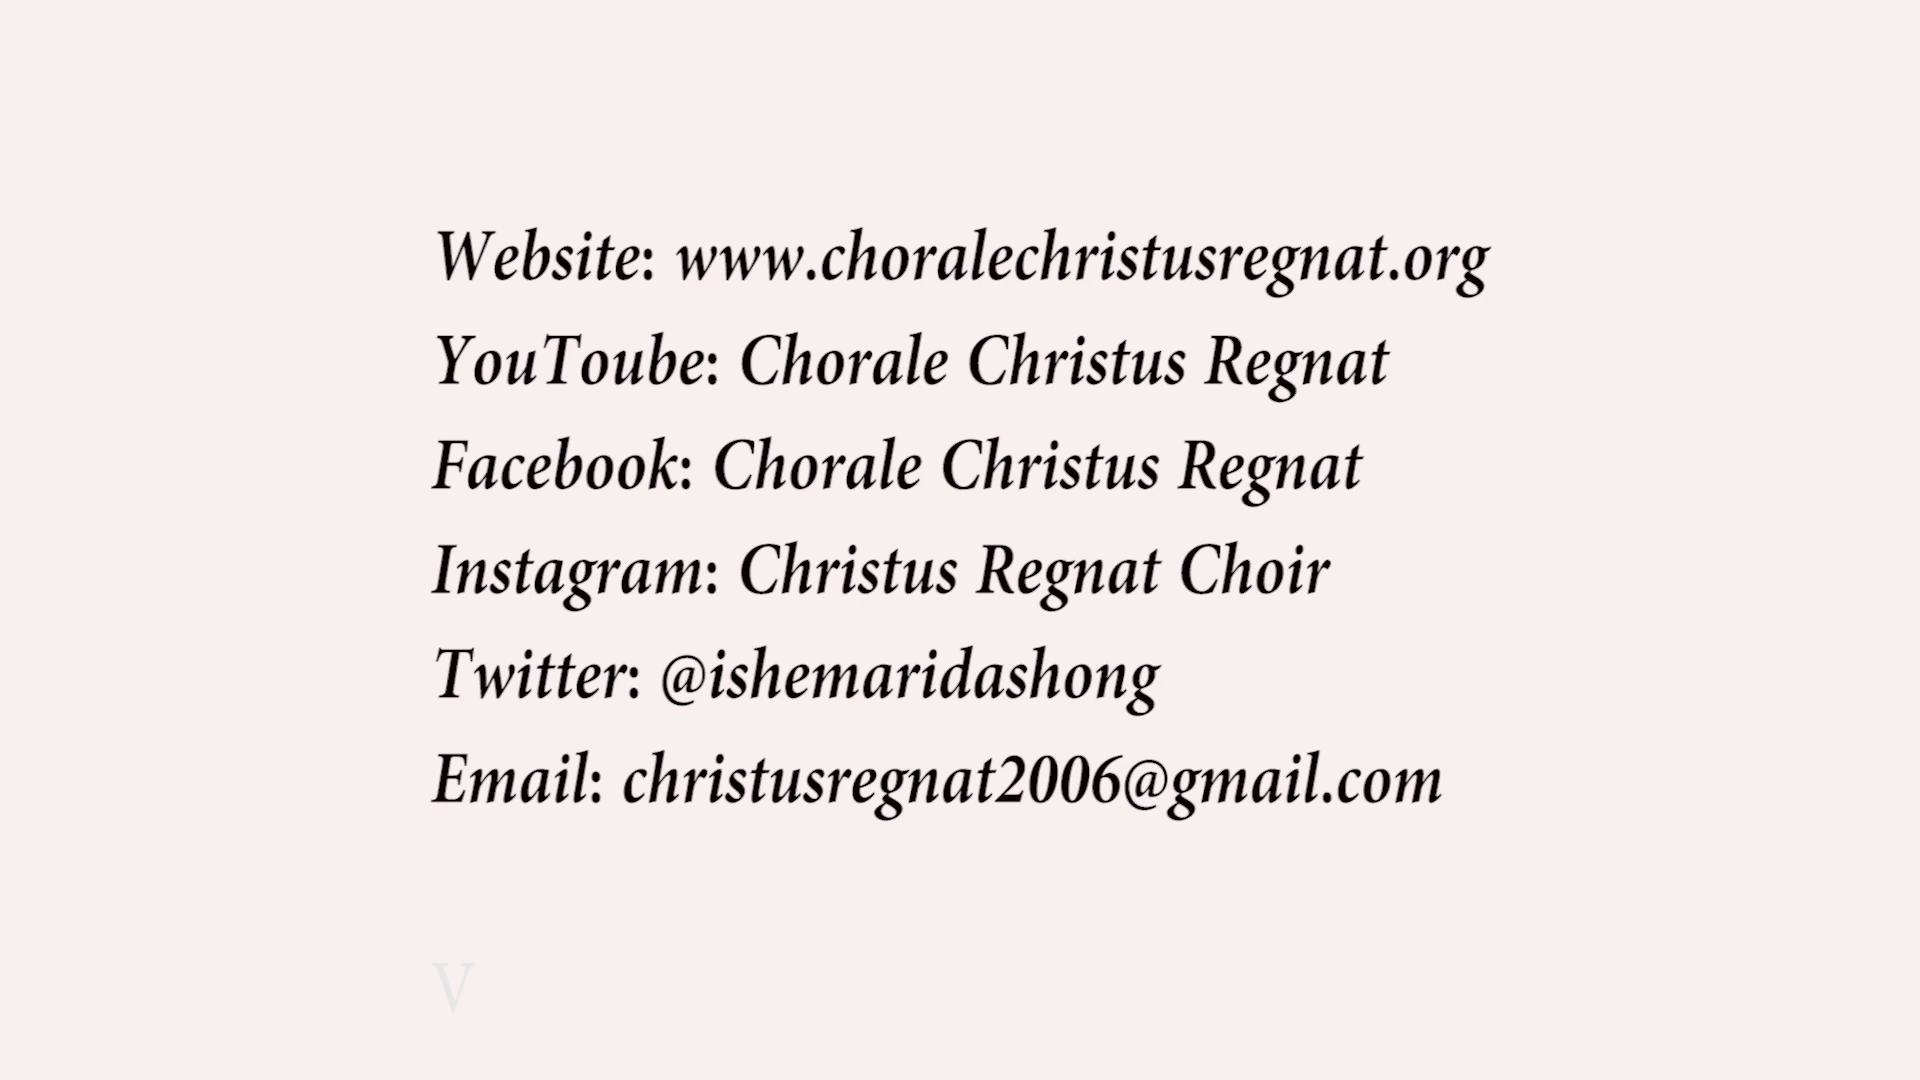 Website: www.choralechristusregnat.org
YouToube: Chorale Christus Regnat
Facebook: Chorale Christus Regnat
Instagram: Christus Regnat Choir
Twitter: @ishemaridashong
Email: christusregnat2006@gmail.com
V